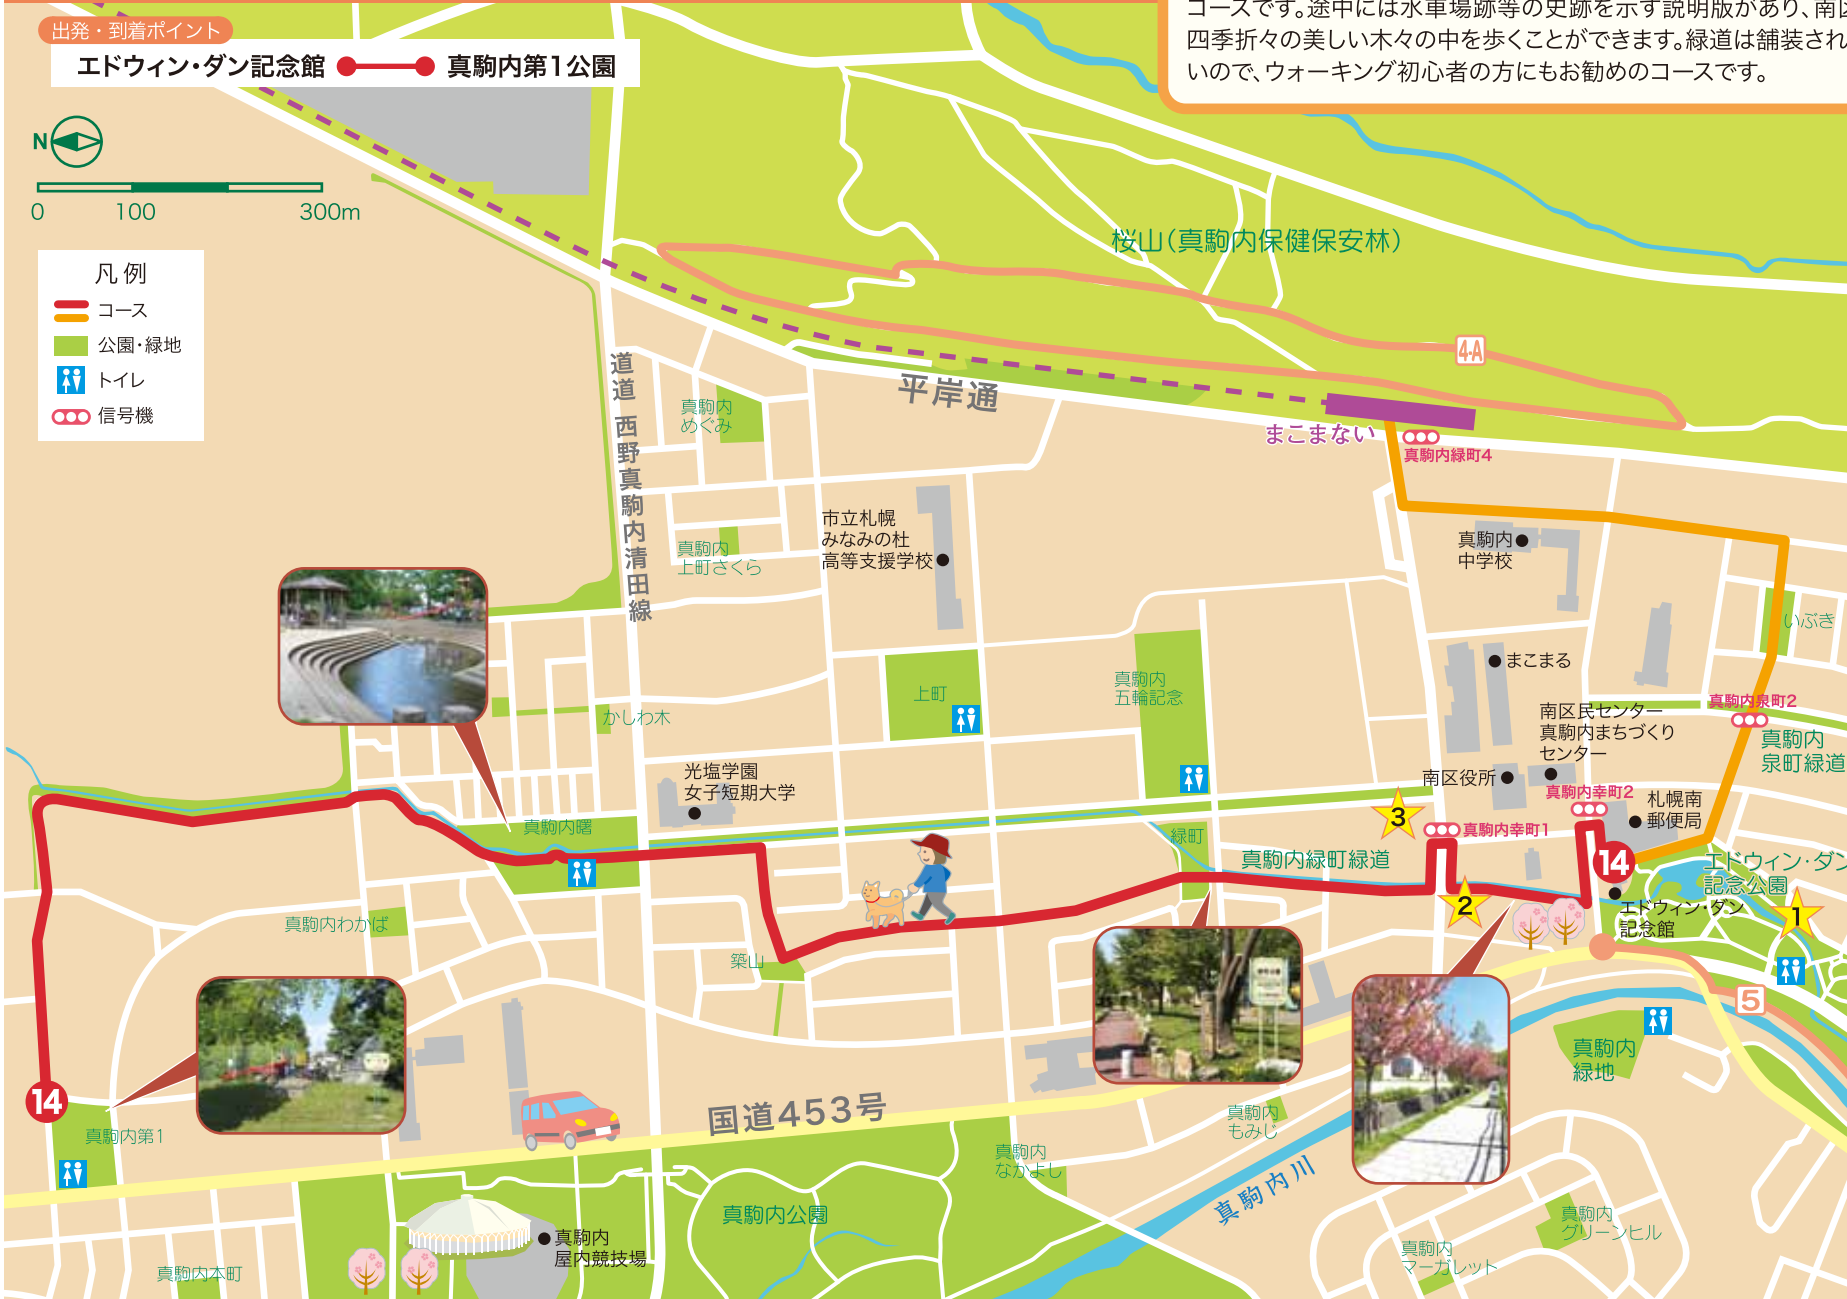 コースです。途中には水車場跡等の史跡を示す説明版があり、南区
四季折々の美しい木々の中を歩くことができます。緑道は舗装され
いので、ウォーキング初心者の方にもお勧めのコースです。
出発・到着ポイント
エドウィン・ダン記念館 真駒内第1公園
N
0 100 300m
凡例
コース
公園・緑地
トイレ
信号機
桜山(真駒内保健保安林)
4-A
道道 西野真駒内清田線
平岸通
まこまない
真駒内緑町4
真駒内
めぐみ
真駒内
上町さくら
市立札幌
みなみの杜
高等支援学校
真駒内
中学校
いぶき
まこまる
真駒内
五輪記念
上町
かしわ木
真駒内泉町2
真駒内
泉町緑道
南区民センター
真駒内まちづくり
センター
南区役所
真駒内幸町2
札幌南
郵便局
光塩学園
女子短期大学
真駒内曙
3
真駒内幸町1
緑町
真駒内緑町緑道
14
エドウィン・ダン
記念公園
2
エドウィン・ダン
記念館
1
真駒内わかば
築山
5
真駒内
緑地
14
真駒内第1
国道453号
真駒内
もみじ
真駒内
なかよし
真駒内川
真駒内公園
真駒内
屋内競技場
真駒内本町
真駒内
グリーンヒル
真駒内
マーガレット